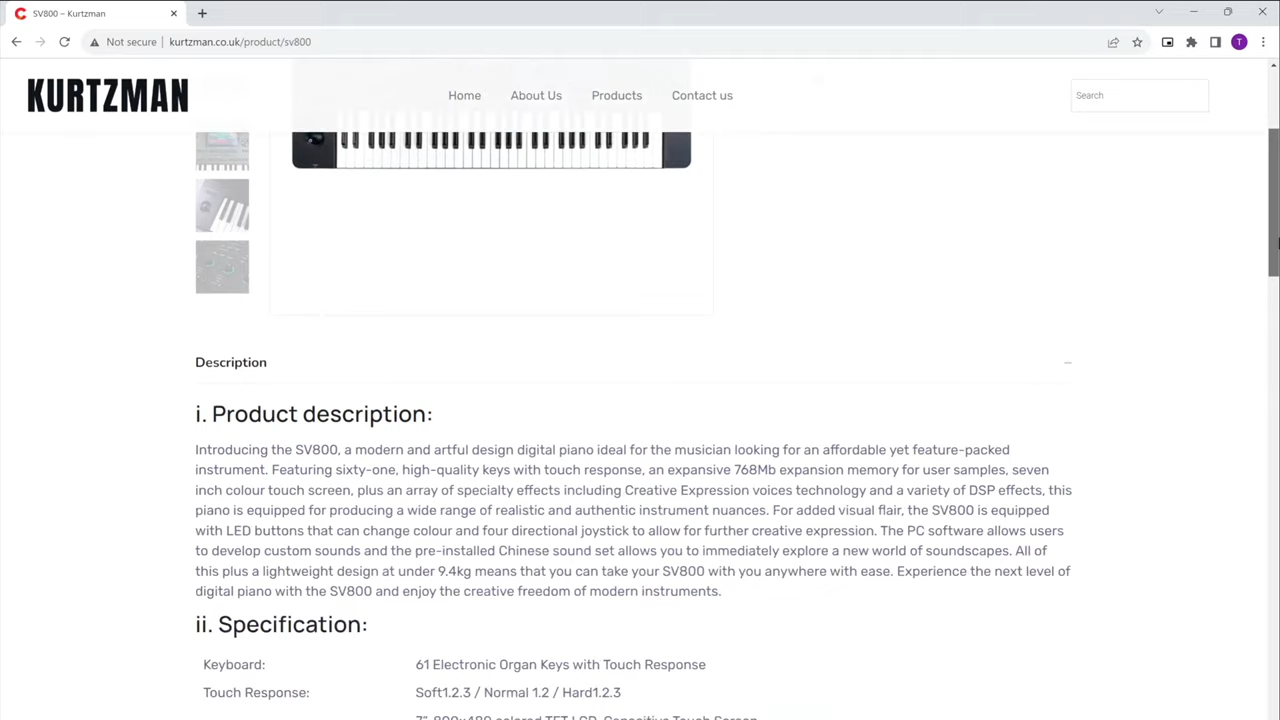 SV800 – Kurtzman
Not secure
kurtzman.co.uk/product/sv800
T
KURTZMAN
Home
About Us
Products
Contact us
Search
Description
i. Product description:
Introducing the SV800, a modern and artful design digital piano ideal for the musician looking for an affordable yet feature-packed
instrument. Featuring sixty-one, high-quality keys with touch response, an expansive 768Mb expansion memory for user samples, seven
inch colour touch screen, plus an array of specialty effects including Creative Expression voices technology and a variety of DSP effects, this
piano is equipped for producing a wide range of realistic and authentic instrument nuances. For added visual flair, the SV800 is equipped
with LED buttons that can change colour and four directional joystick to allow for further creative expression. The PC software allows users
to develop custom sounds and the pre-installed Chinese sound set allows you to immediately explore a new world of soundscapes. All of
this plus a lightweight design at under 9.4kg means that you can take your SV800 with you anywhere with ease. Experience the next level of
digital piano with the SV800 and enjoy the creative freedom of modern instruments.
ii. Specification:
Keyboard: 61 Electronic Organ Keys with Touch Response
Touch Response: Soft1.2.3 / Normal 1.2 / Hard1.2.3
7", 800x480 colored TFT LCD, Capacitive Touch Screen